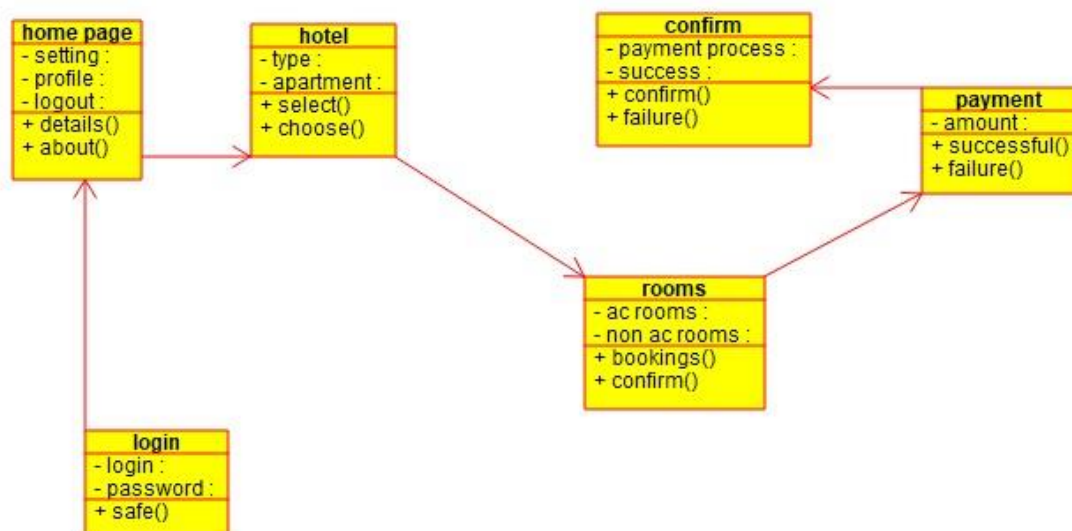 home page
- setting :
- profile :
- logout :
+ details()
+ about()
hotel
- type :
- apartment :
+ select()
+ choose()
confirm
- payment process :
- success :
+ confirm()
+ failure()
payment
- amount :
+ successful()
+ failure()
rooms
- ac rooms :
- non ac rooms :
+ bookings()
+ confirm()
login
- login :
- password :
+ safe()